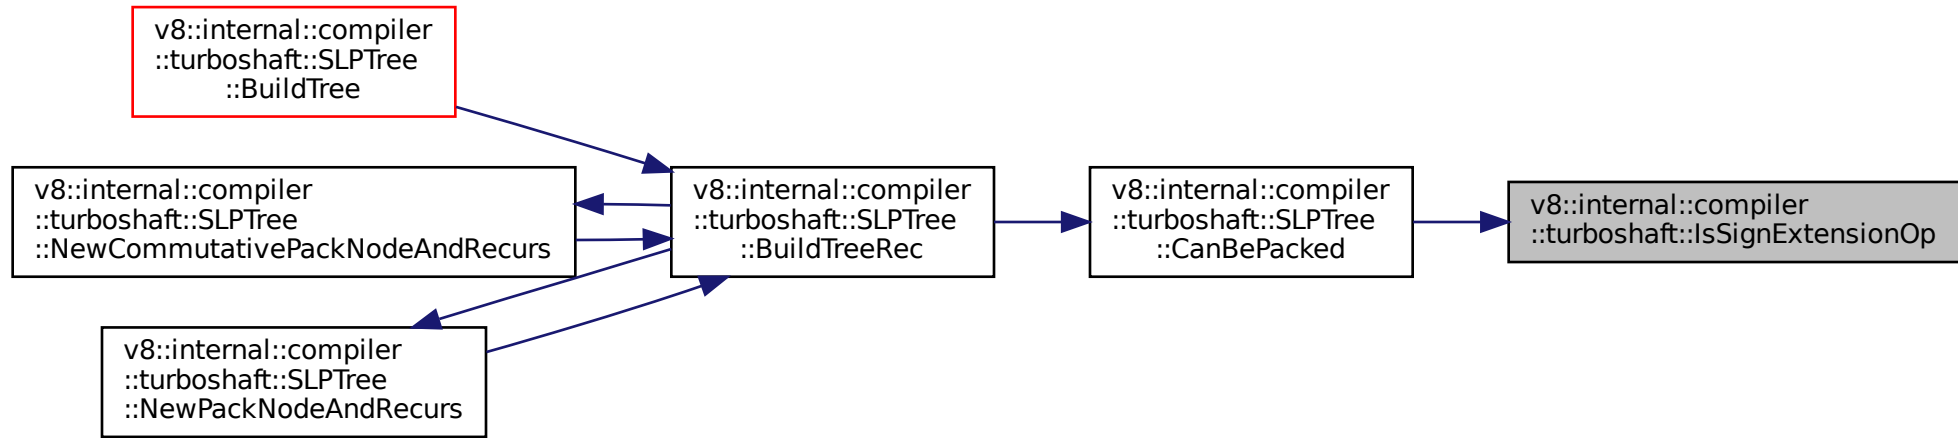 v8::internal::compiler
::turboshaft::SLPTree
::BuildTree
v8::internal::compiler
::turboshaft::SLPTree
::NewCommutativePackNodeAndRecurs
v8::internal::compiler
::turboshaft::SLPTree
::NewPackNodeAndRecurs
v8::internal::compiler
::turboshaft::SLPTree
::BuildTreeRec
v8::internal::compiler
::turboshaft::SLPTree
::CanBePacked
v8::internal::compiler
::turboshaft::IsSignExtensionOp